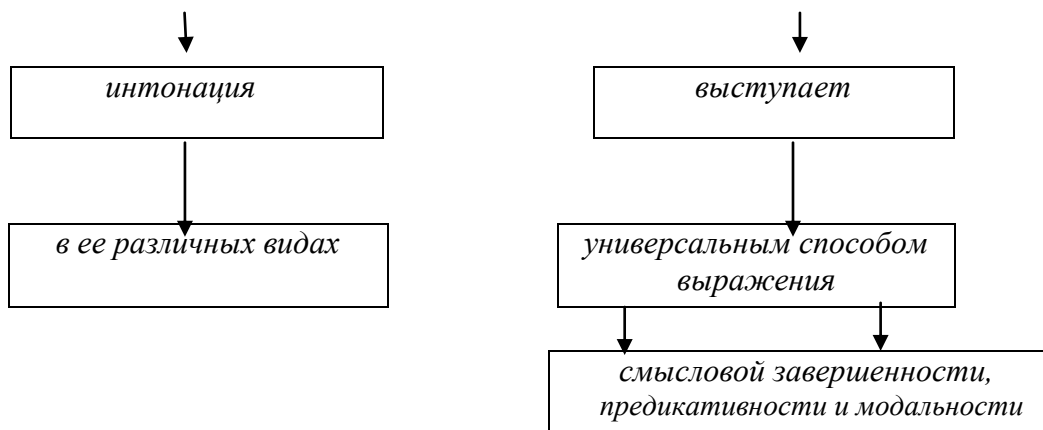 интонация
выступает
в ее различных видах
универсальным способом
выражения
смысловой завершенности,
предикативности и модальности